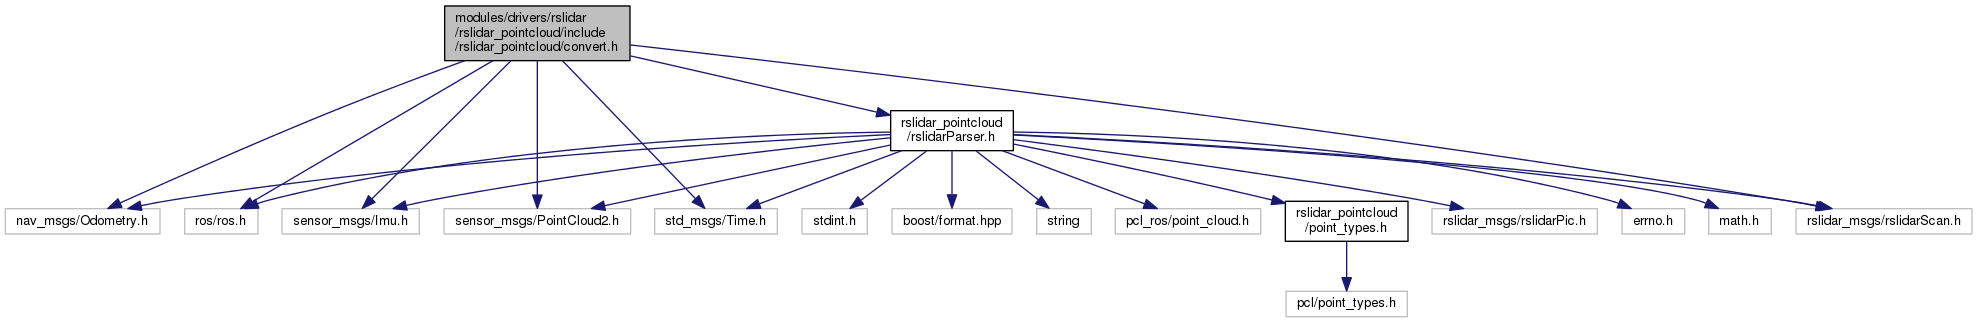 modules/drivers/rslidar
/rslidar_pointcloud/include
/rslidar_pointcloud/convert.h
rslidar_pointcloud
/rslidarParser.h
nav_msgs/Odometry.h
ros/ros.h
sensor_msgs/Imu.h
sensor_msgs/PointCloud2.h
std_msgs/Time.h
stdint.h
boost/format.hpp
string
pcl_ros/point_cloud.h
rslidar_pointcloud
/point_types.h
rslidar_msgs/rslidarPic.h
errno.h
math.h
rslidar_msgs/rslidarScan.h
pcl/point_types.h